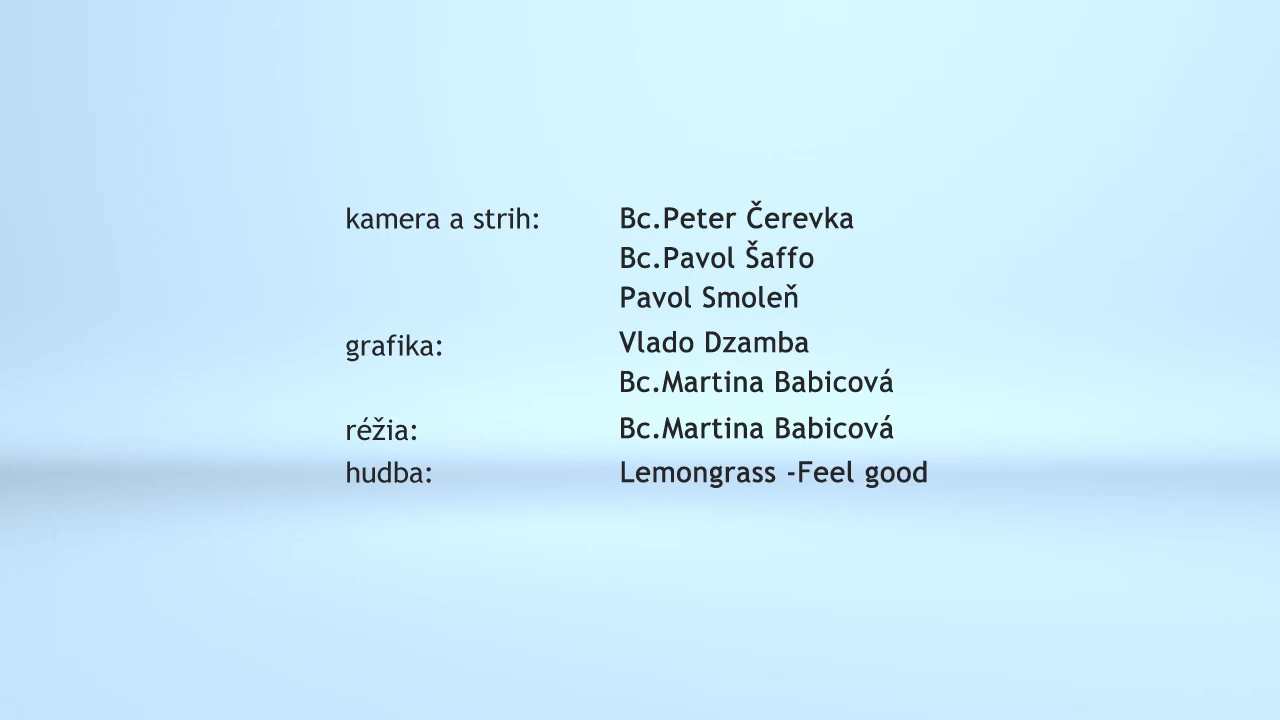 kamera a strih: Bc.Peter Čerevka
Bc.Pavol Šaffo
Pavol Smoleň
grafika: Vlado Dzamba
Bc.Martina Babicová
réžia: Bc.Martina Babicová
hudba: Lemongrass -Feel good